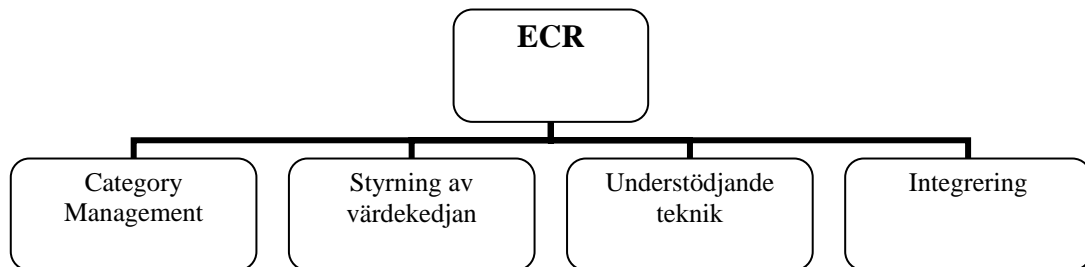 ECR
Category
Management
Styrning av
värdekedjan
Understödjande
teknik
Integrering